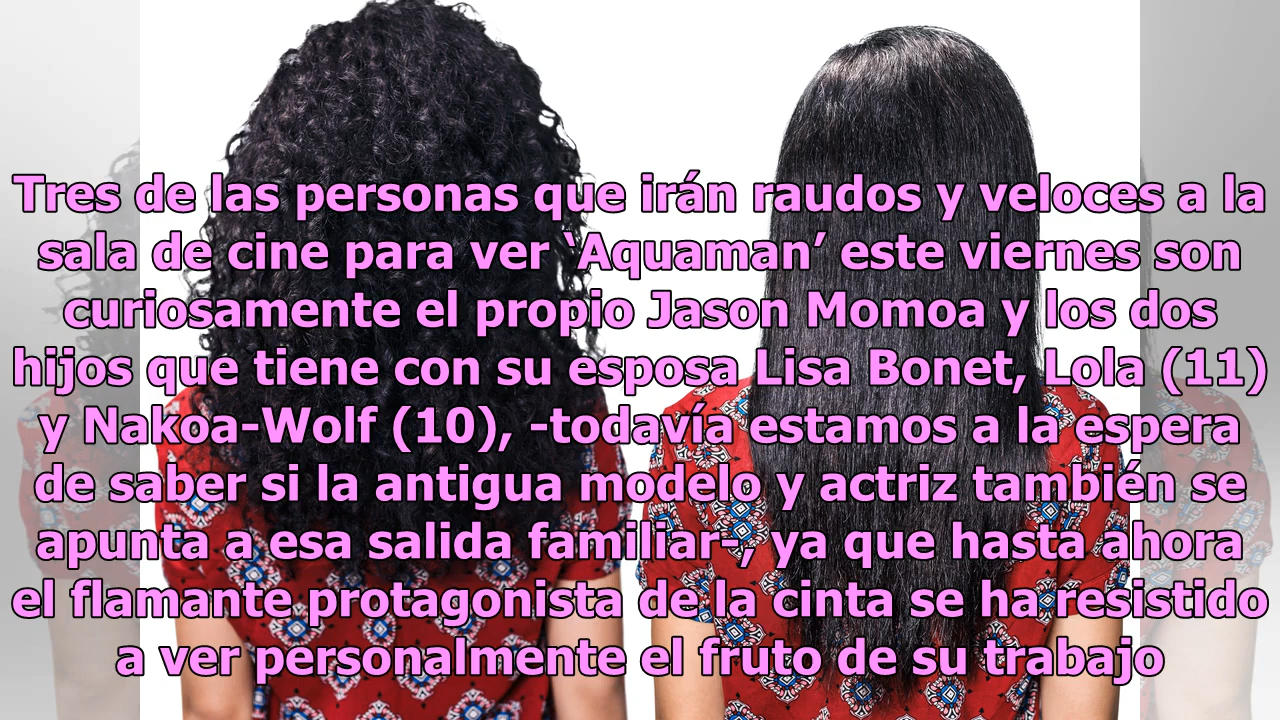 Tres de las personas que irán raudos y veloces a la
sala de cine para ver ‘Aquaman’ este viernes son
curiosamente el propio Jason Momoa y los dos
hijos que tiene con su esposa Lisa Bonet, Lola (11)
y Nakoa-Wolf (10), -todavía estamos a la espera
de saber si la antigua modelo y actriz también se
apunta a esa salida familiar-, ya que hasta ahora
el flamante protagonista de la cinta se ha resistido
a ver personalmente el fruto de su trabajo